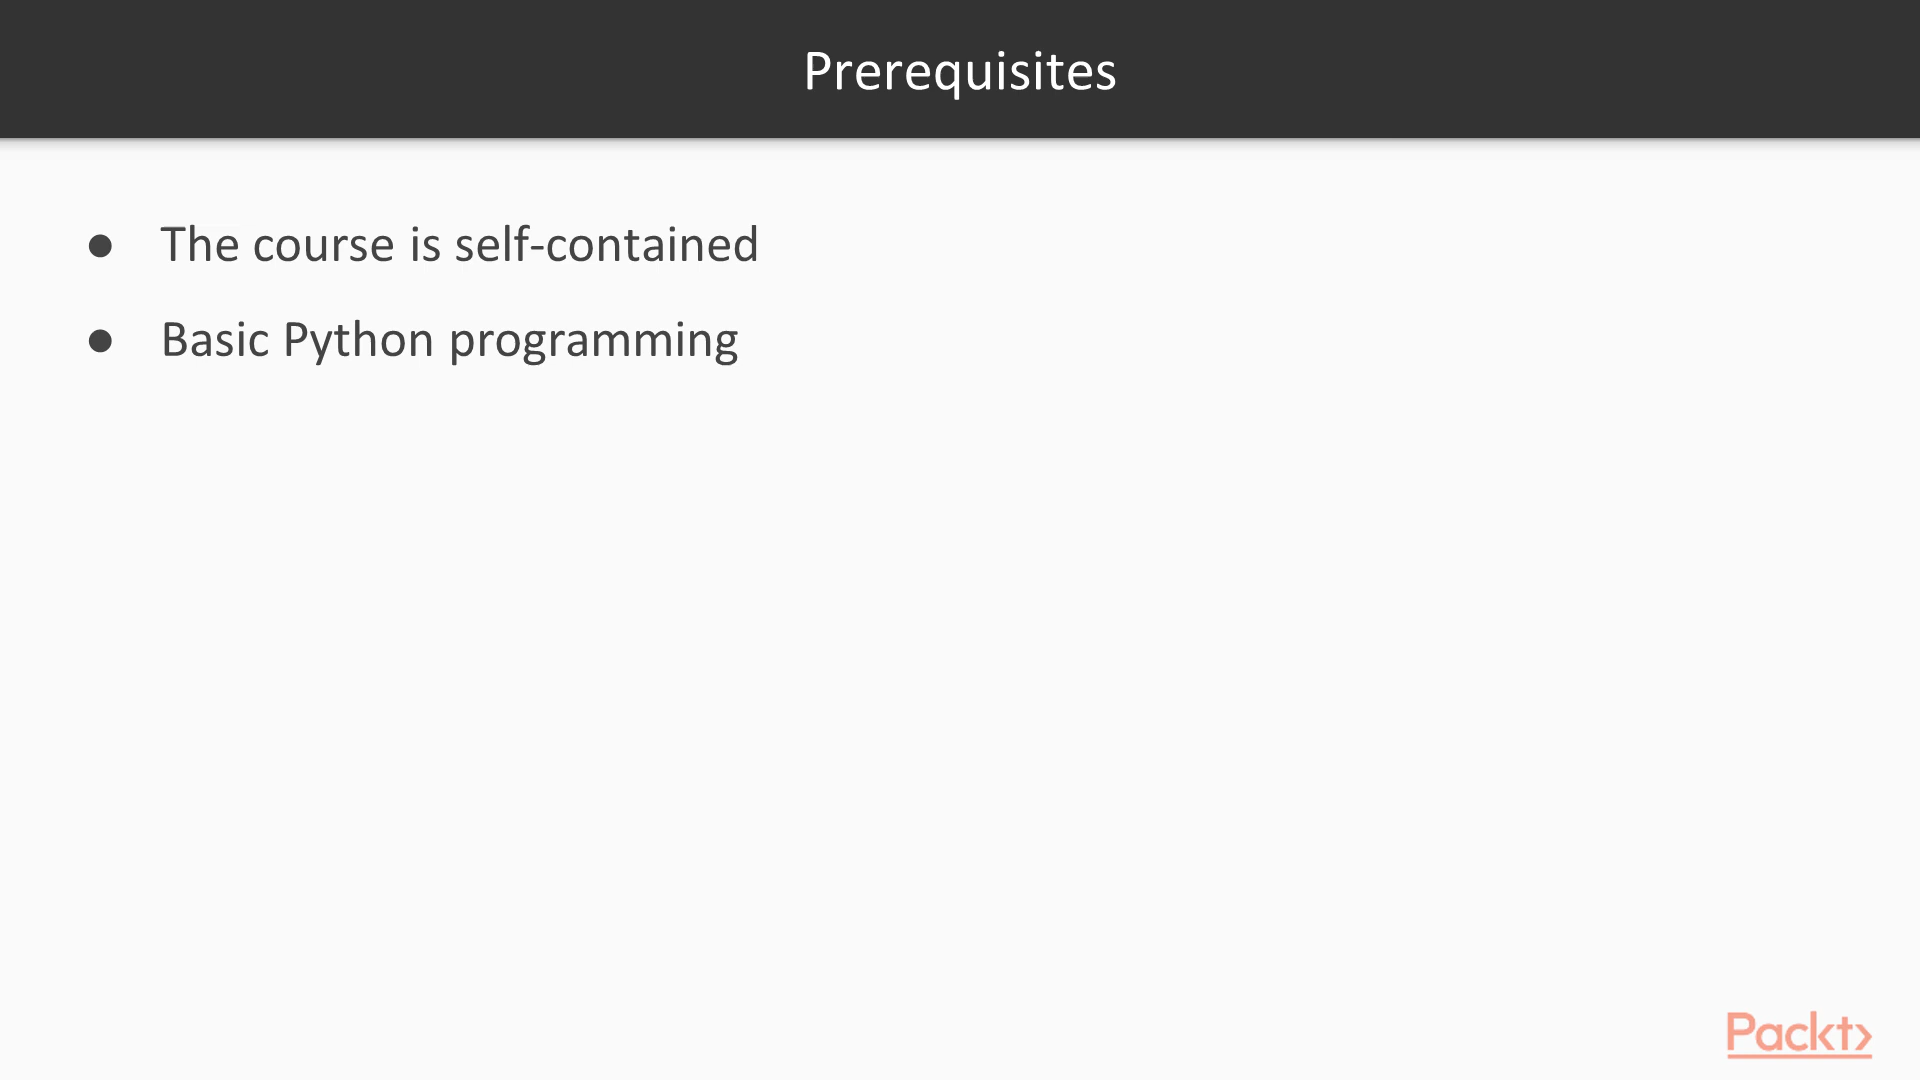 Prerequisites
● The course is self-contained
● Basic Python programming
Packt>